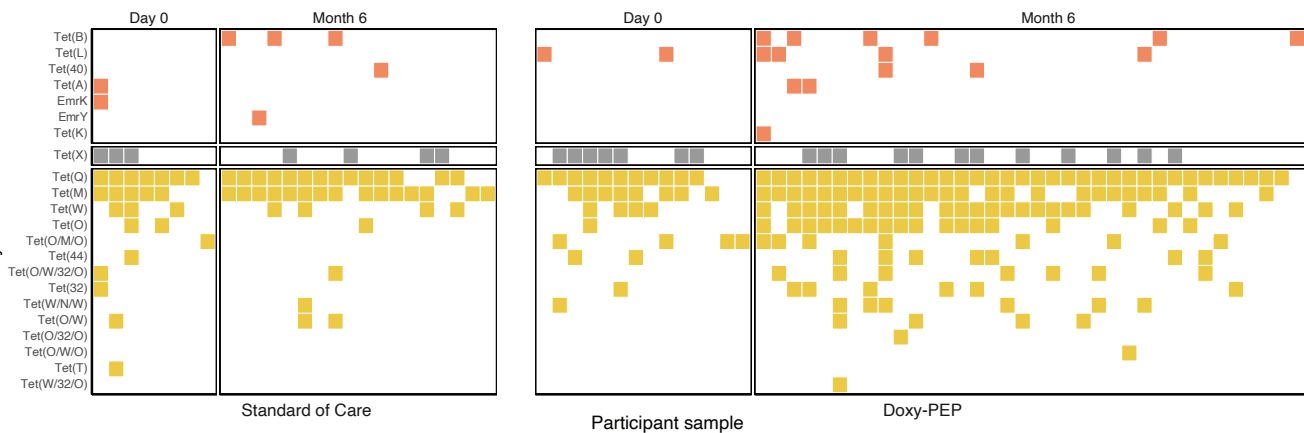 Day 0
Month 6
Day 0
Month 6
Tet(B)
Tet(L)
Tet(40)
Tet(A)
EmrK
EmrY
Tet(K)
Tet(X)
Tet(Q)
Tet(M)
Tet(W)
Tet(O)
Tet(O/M/O)
Tet(44)
Tet(O/W/32/O)
Tet(32)
Tet(W/N/W)
Tet(O/W)
Tet(O/32/O)
Tet(O/W/O)
Tet(T)
Tet(W/32/O)
Standard of Care
Doxy-PEP
Participant sample